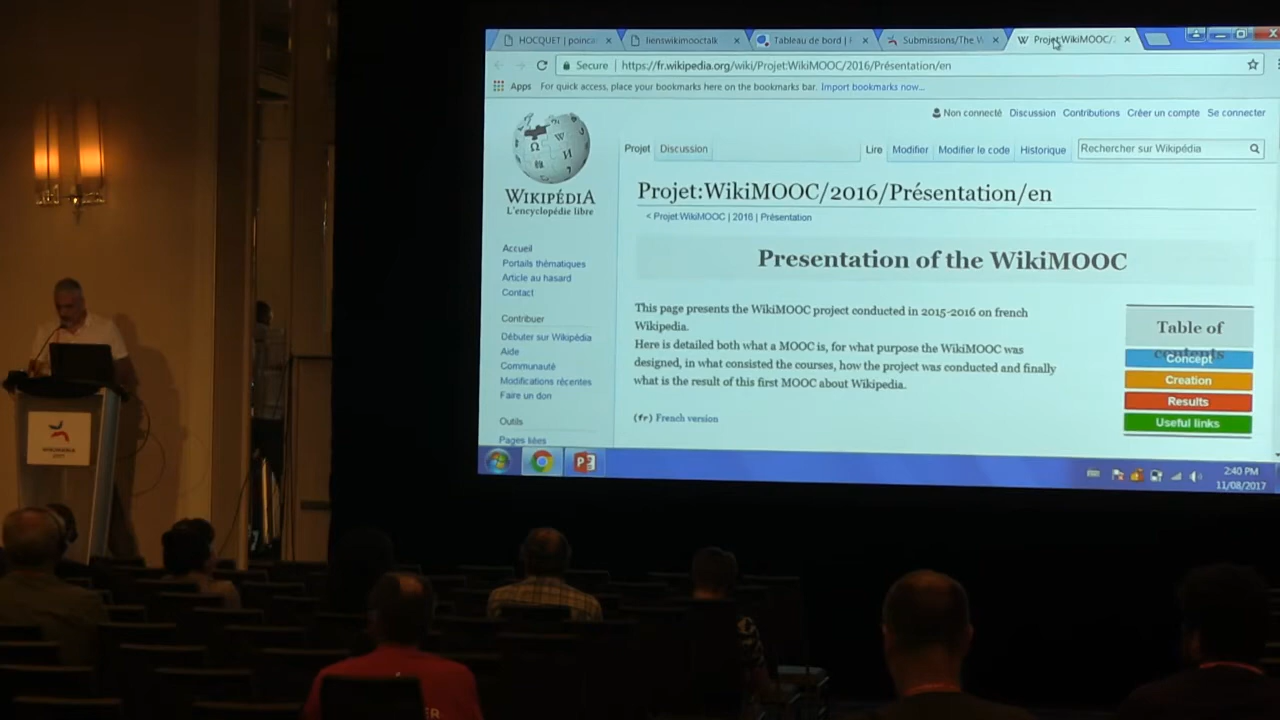 HOCQUET | poinca
lienswikimooctalk
Tableau de bord |
Submissions/The W
Projet:WikiMOOC/
Secure | https://fr.wikipedia.org/wiki/Projet:WikiMOOC/2016/Présentation/en
Apps For quick access, place your bookmarks here on the bookmarks bar. Import bookmarks now...
Non connecté Discussion Contributions Créer un compte Se connecter
Projet Discussion Lire Modifier Modifier le code Historique Rechercher sur Wikipédia
WIKIPÉDIA
L'encyclopédie libre
Projet:WikiMOOC/2016/Présentation/en
< Projet:WikiMOOC | 2016 | Présentation
Accueil
Portails thématiques
Article au hasard
Contact
Contribuer
Débuter sur Wikipédia
Aide
Communauté
Modifications récentes
Faire un don
Outils
Pages liées
Presentation of the WikiMOOC
This page presents the WikiMOOC project conducted in 2015-2016 on french
Wikipedia.
Here is detailed both what a MOOC is, for what purpose the WikiMOOC was
designed, in what consisted the courses, how the project was conducted and finally
what is the result of this first MOOC about Wikipedia.
(fr) French version
Table of
contents
Concept
Creation
Results
Useful links
2:40 PM
11/08/2017
WIKIMANIA
2017
ER